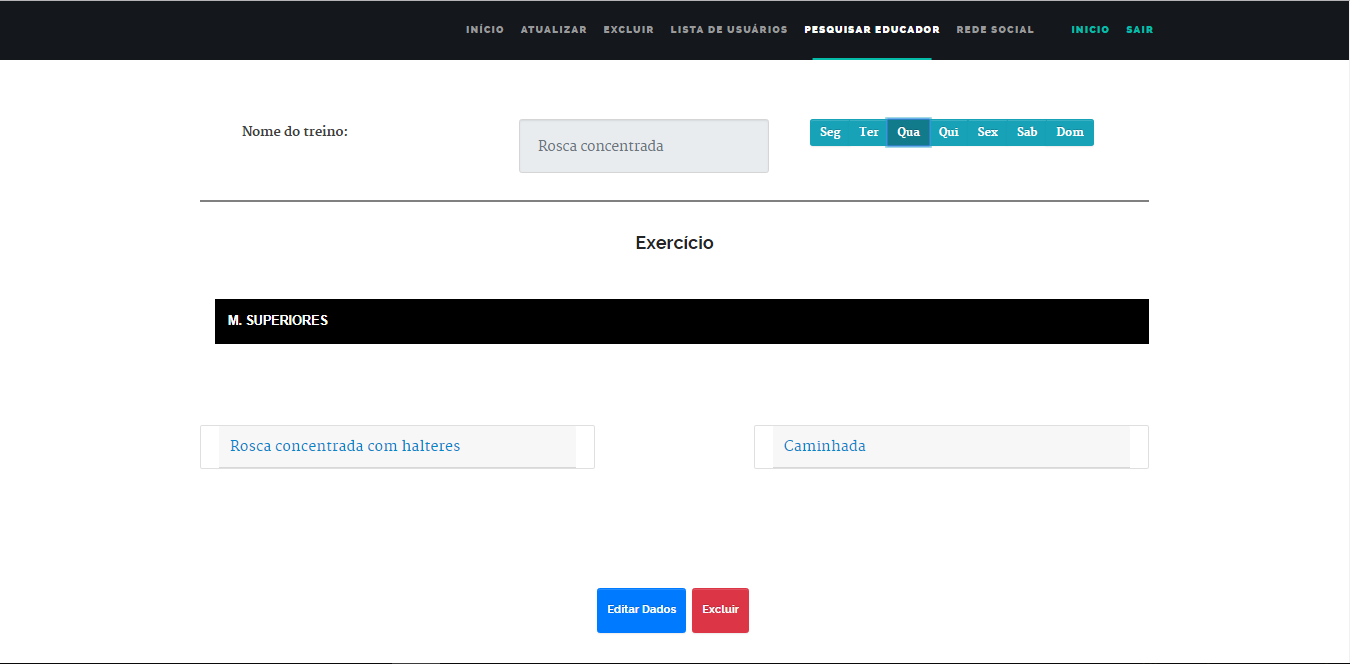 INÍCIO ATUALIZAR EXCLUIR LISTA DE USUÁRIOS PESQUISAR EDUCADOR REDE SOCIAL INICIO SAIR
Nome do treino: Rosca concentrada Seg Ter Qua Qui Sex Sab Dom
Exercício
M. SUPERIORES
Rosca concentrada com halteres Caminhada
Editar Dados Excluir